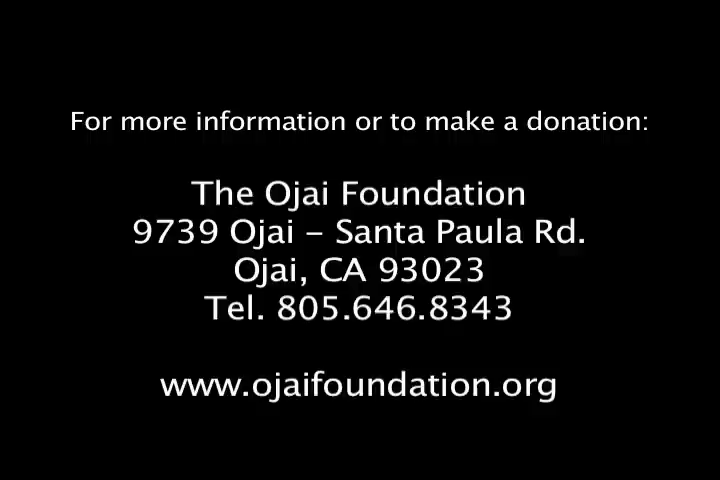 For more information or to make a donation:
The Ojai Foundation
9739 Ojai – Santa Paula Rd.
Ojai, CA 93023
Tel. 805.646.8343
www.ojaifoundation.org